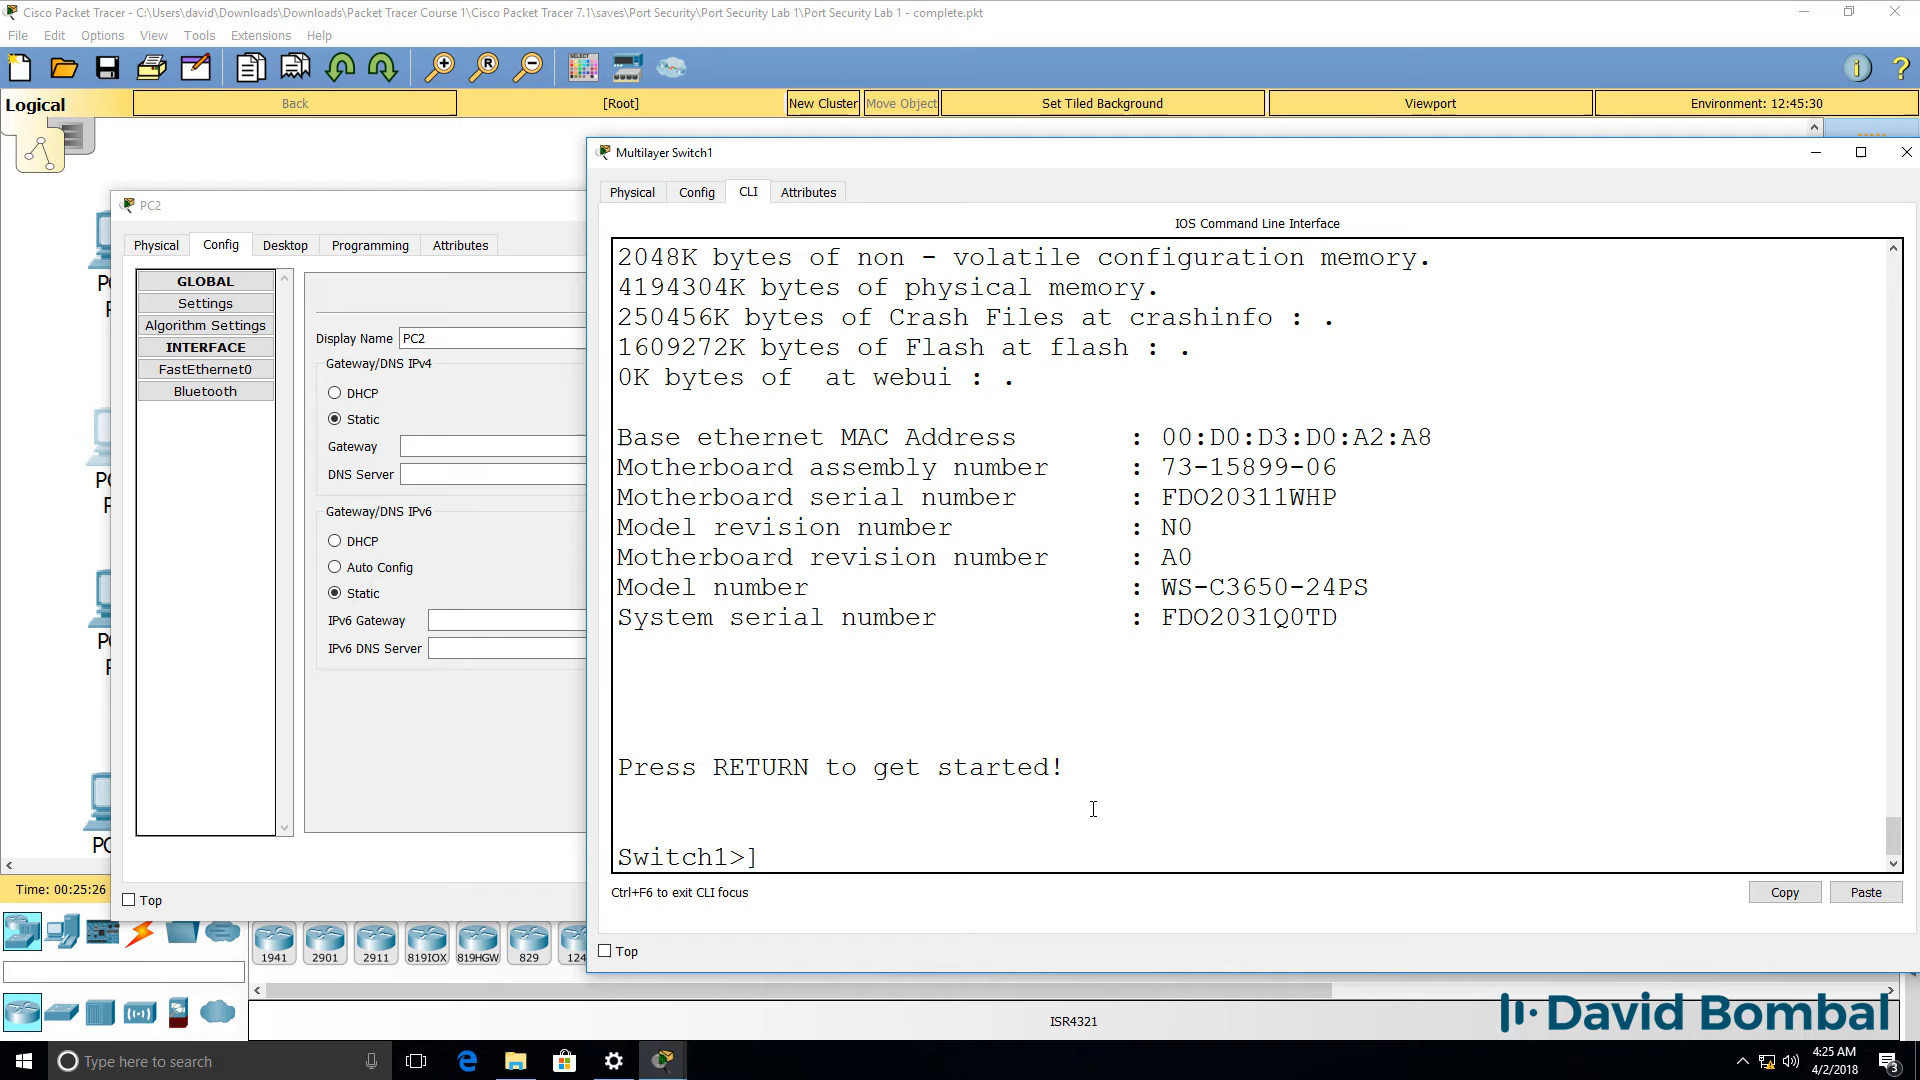 Cisco Packet Tracer - C:\Users\david\Downloads\Downloads\Packet Tracer Course 1\Cisco Packet Tracer 7.1\saves\Port Security\Port Security Lab 1\Port Security Lab 1 - complete.pkt
File Edit Options View Tools Extensions Help
Logical Back [Root] New Cluster Move Object Set Tiled Background Viewport Environment: 12:45:30
Multilayer Switch1
Physical Config CLI Attributes
IOS Command Line Interface
2048K bytes of non - volatile configuration memory.
4194304K bytes of physical memory.
250456K bytes of Crash Files at crashinfo : .
1609272K bytes of Flash at flash : .
0K bytes of  at webui : .
Base ethernet MAC Address : 00:D0:D3:D0:A2:A8
Motherboard assembly number : 73-15899-06
Motherboard serial number : FDO20311WHP
Model revision number : N0
Motherboard revision number : A0
Model number : WS-C3650-24PS
System serial number : FDO2031Q0TD
Press RETURN to get started!
Switch1>]
Ctrl+F6 to exit CLI focus
Copy Paste
Top
PC2
Physical Config Desktop Programming Attributes
GLOBAL
Settings
Algorithm Settings
INTERFACE
FastEthernet0
Bluetooth
Display Name PC2
Gateway/DNS IPv4
DHCP
Static
Gateway
DNS Server
Gateway/DNS IPv6
DHCP
Auto Config
Static
IPv6 Gateway
IPv6 DNS Server
Top
Time: 00:25:26
1941 2901 2911 819IOX 819HGW 829 124
ISR4321
David Bombal
Type here to search
4:25 AM
4/2/2018
3